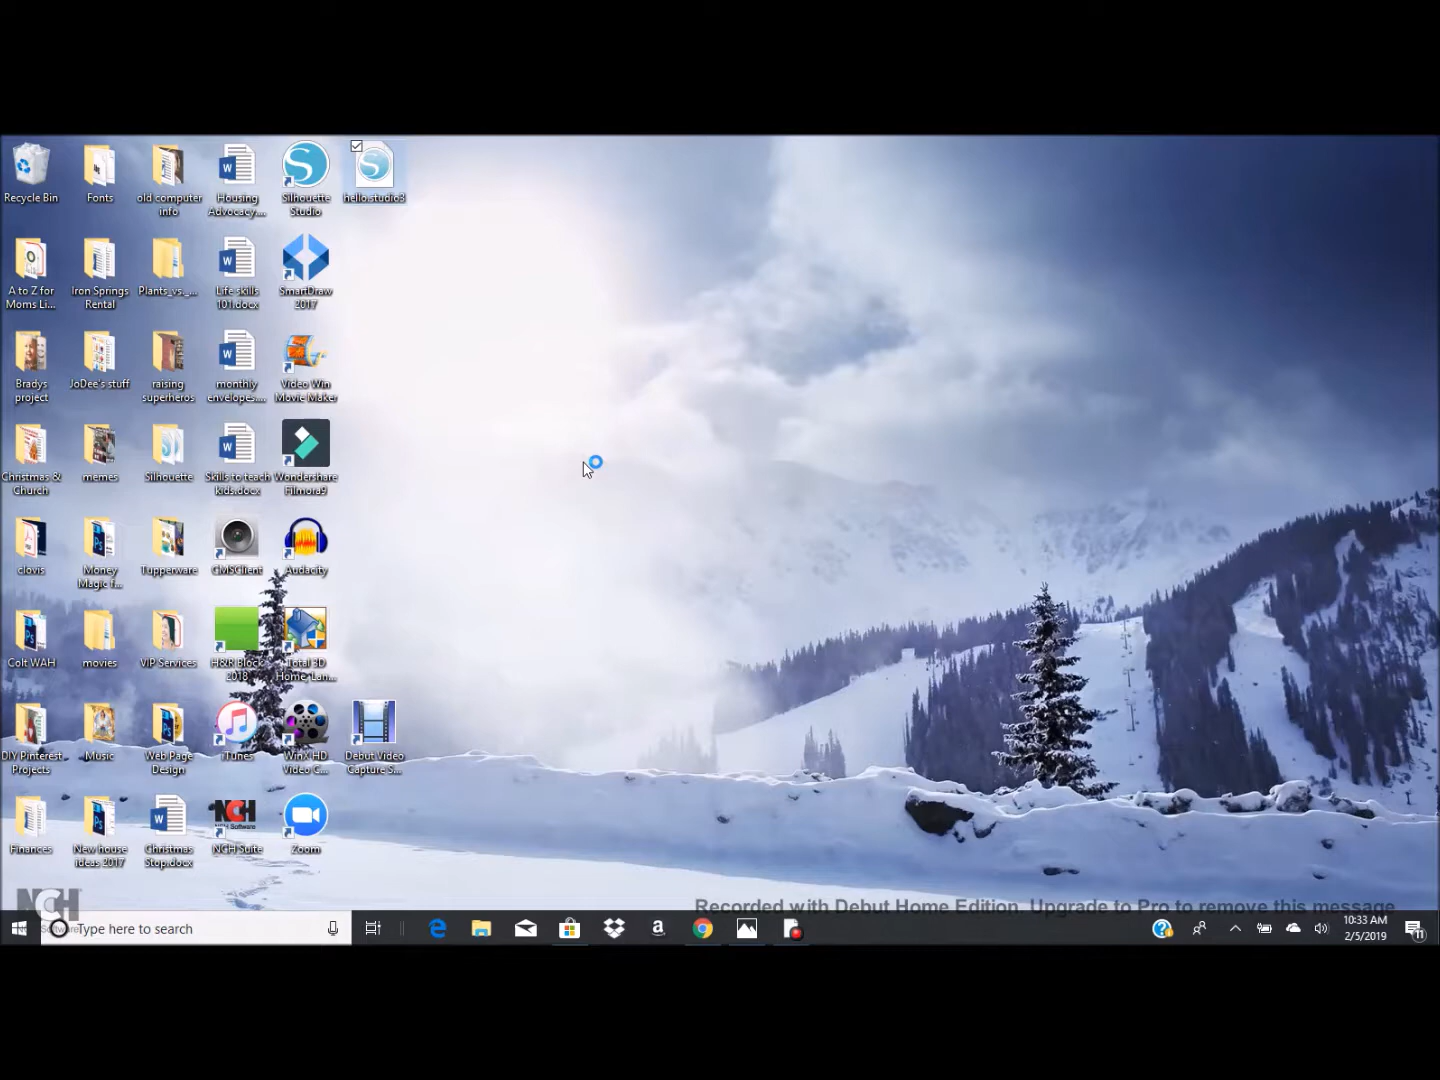 Recycle Bin
Fonts
old computer
info
Housing
Advocacy....
Silhouette
Studio
hello.studio3
A to Z for
Moms Li...
Iron Springs
Rental
Plants_vs._...
Life skills
101.docx
SmartDraw
2017
Bradys
project
JoDee's stuff
raising
superheros
monthly
envelopes....
Video Win
Movie Maker
Christmas &
Church
memes
Silhouette
Skills to teach
kids.docx
Wondershare
Filmora9
clovis
Money
Magic f...
Tupperware
CMSClient
Audacity
Colt WAH
movies
VIP Services
H&R Block
2018
Total 3D
Home, Lan...
DIY Pinterest
Projects
Music
Web Page
Design
iTunes
WinX HD
Video C...
Debut Video
Capture S...
Finances
New house
ideas 2017
Christmas
Stop.docx
NCH
NCH Suite
Zoom
NCH
Recorded with Debut Home Edition. Upgrade to Pro to remove this message
Type here to search
10:33 AM
2/5/2019
11